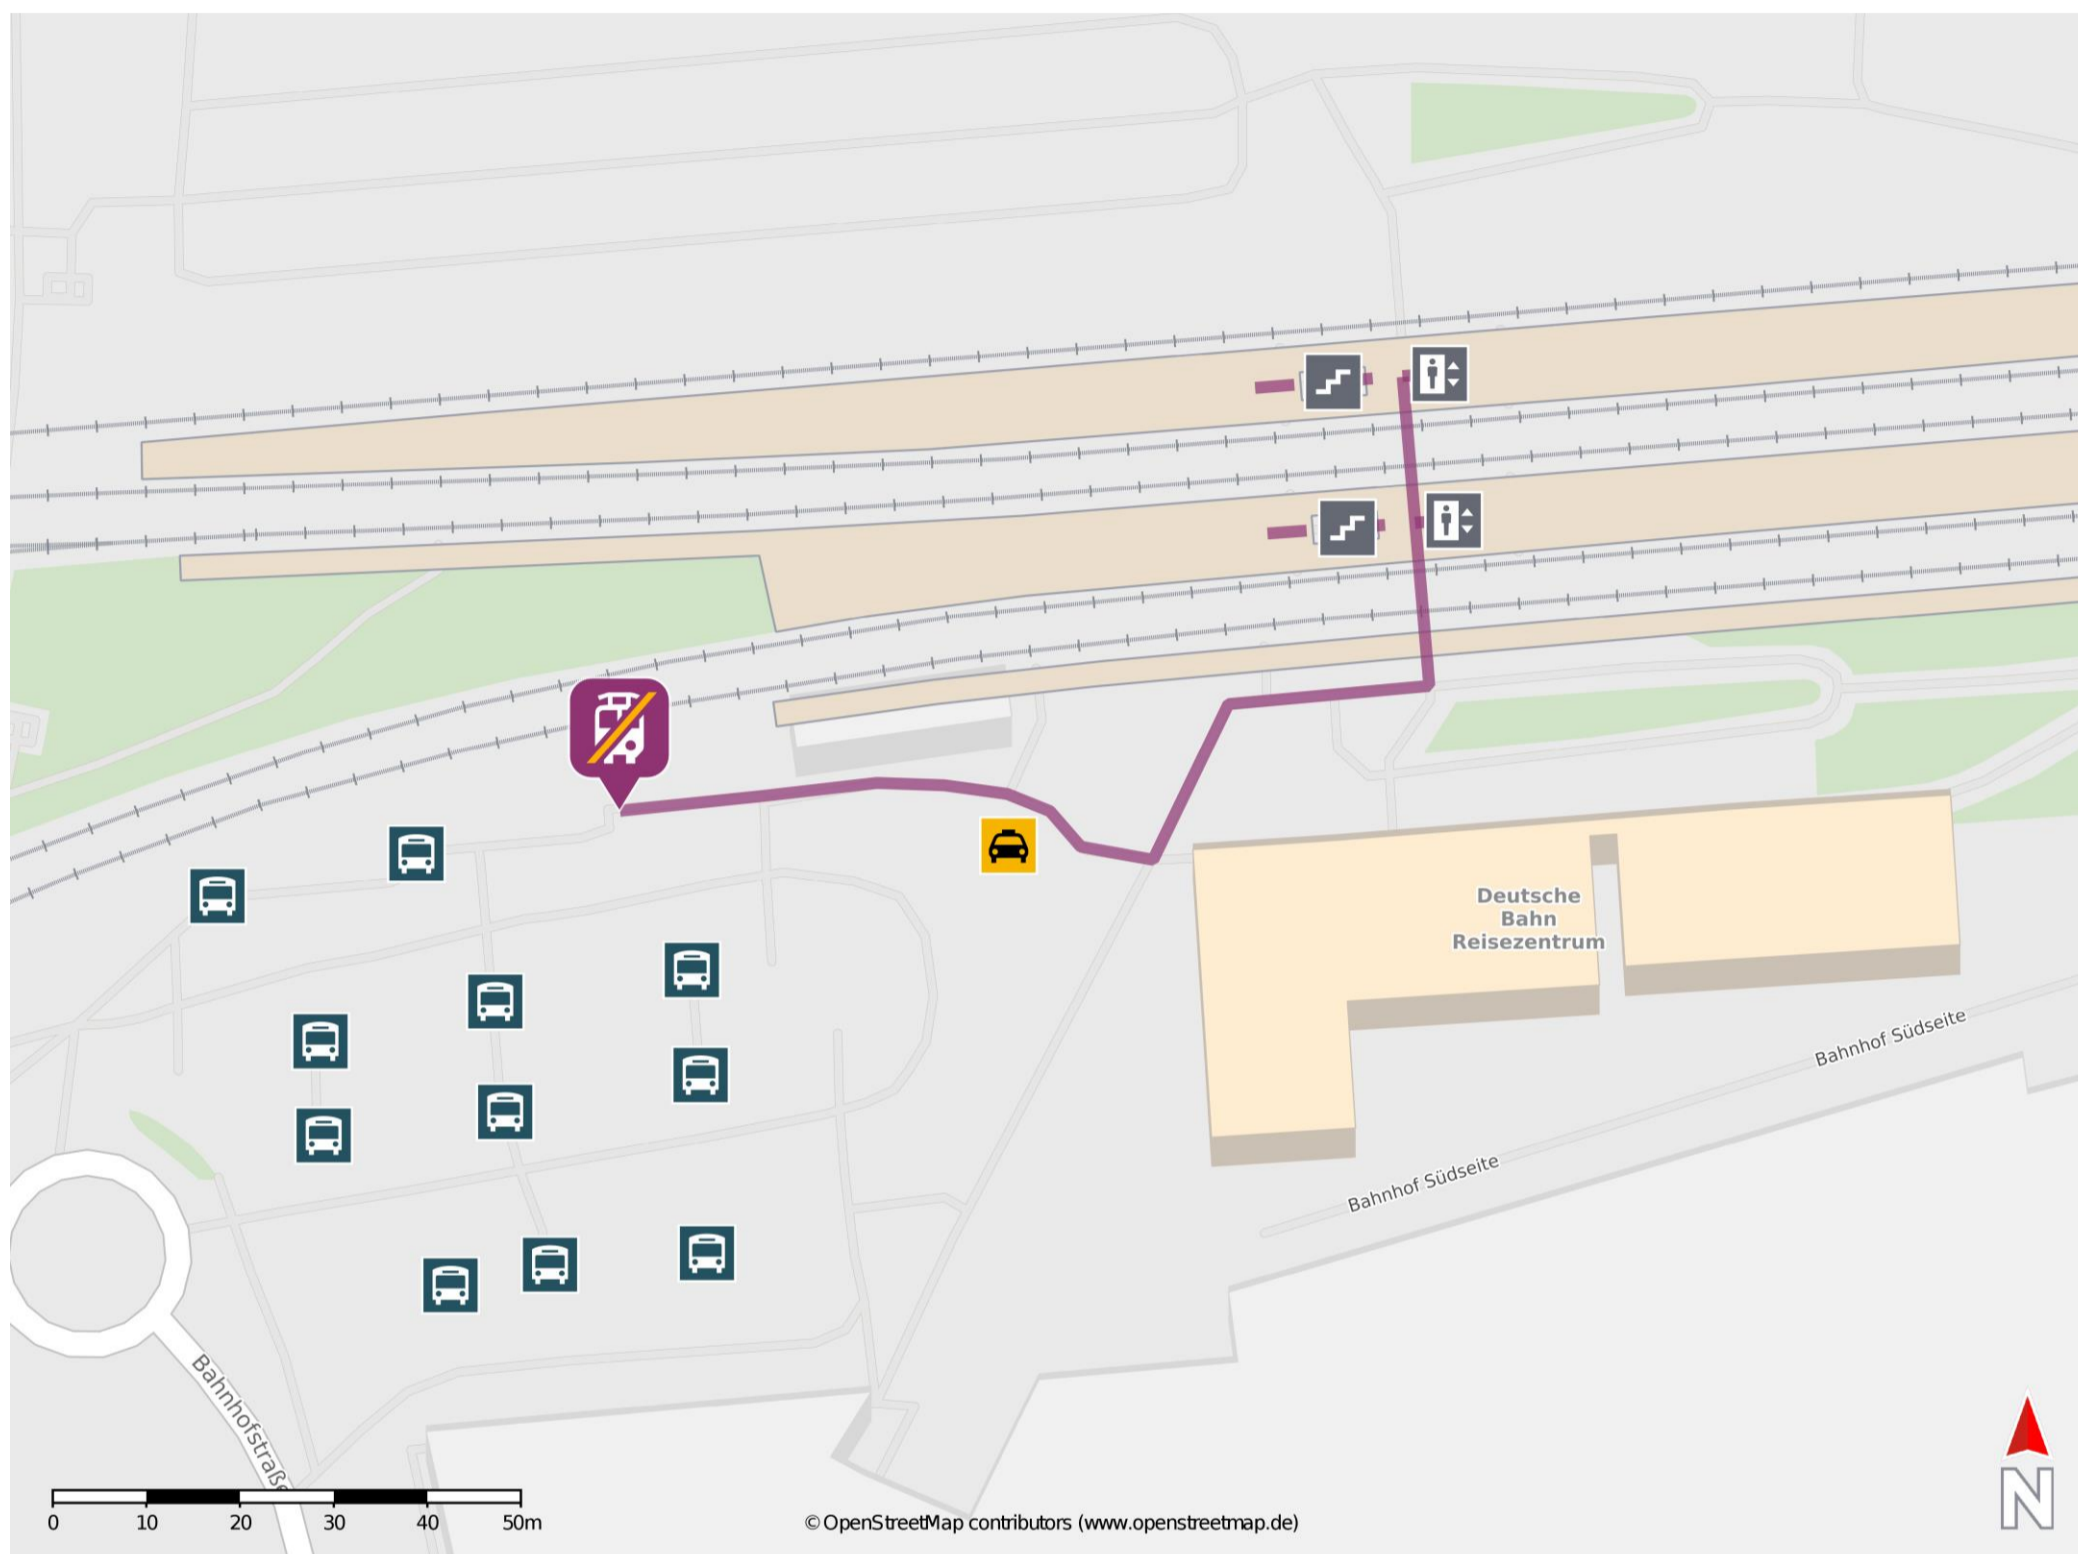 Deutsche
Bahn
Reisezentrum
Bahnhof Südseite
Bahnhof Südseite
Bahnhofstraße
0 10 20 30 40 50m
© OpenStreetMap contributors (www.openstreetmap.de)
N